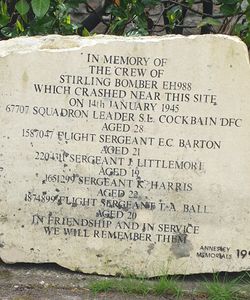 IN MEMORY OF
THE CREW OF
STIRLING BOMBER EH988
WHICH CRASHED NEAR THIS SITE
ON 14TH JANUARY 1945
67707 SQUADRON LEADER S.L. COCKBAIN DFC
AGED 28
1587047 FLIGHT SERGEANT E.C. BARTON
AGED 21
SERGEANT J. LITTLEMORE
AGED 19
1651299 SERGEANT K. HARRIS
AGED 22
1874899 FLIGHT SERGEANT T.A. BALL
AGED 20
IN FRIENDSHIP AND IN SERVICE
WE WILL REMEMBER THEM
ANNESLEY
MEMORIALS